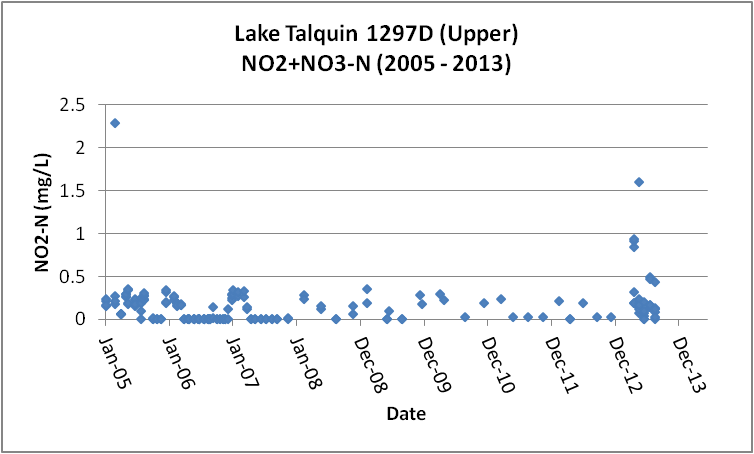 Lake Talquin 1297D (Upper)
NO2+NO3-N (2005 - 2013)
NO2-N (mg/L)
2.5
2
1.5
1
0.5
0
Jan-05
Jan-06
Jan-07
Jan-08
Dec-08
Dec-09
Dec-10
Dec-11
Dec-12
Dec-13
Date